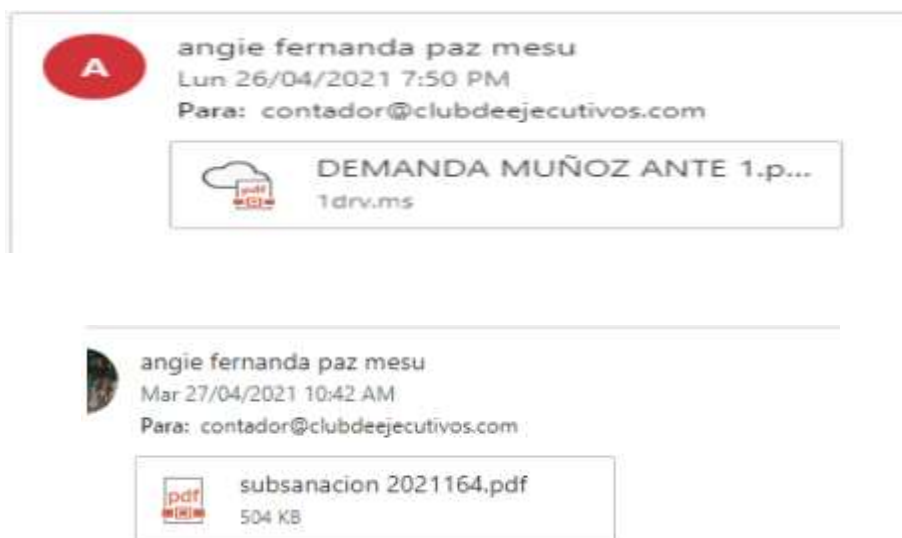 A
angie fernanda paz mesu
Lun 26/04/2021 7:50 PM
Para: contador@clubdeejecutivos.com
pdf
DEMANDA MUÑOZ ANTE 1.p...
1drv.ms
angie fernanda paz mesu
Mar 27/04/2021 10:42 AM
Para: contador@clubdeejecutivos.com
pdf
subsanacion 2021164.pdf
504 KB